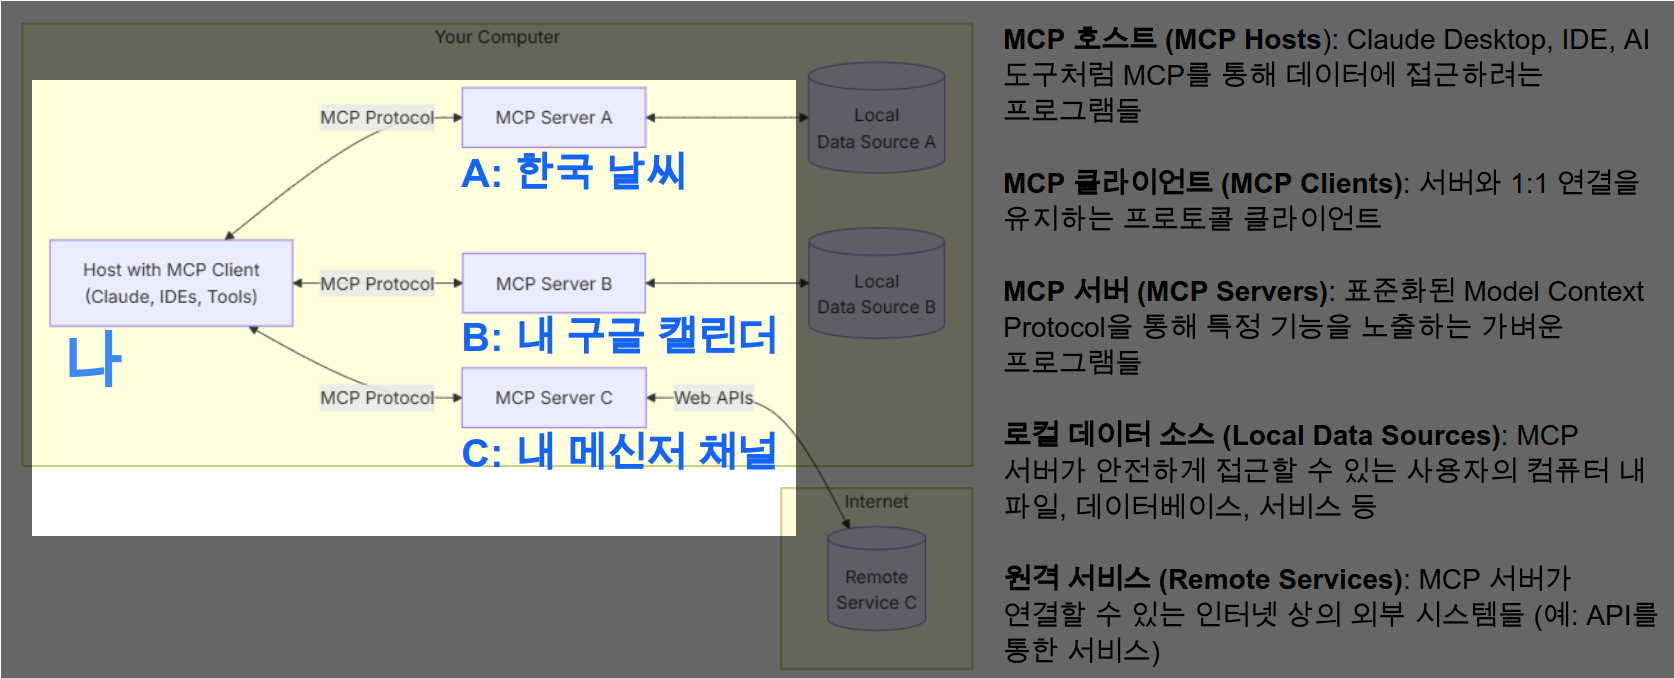 Your Computer
MCP Protocol
MCP Server A
Local
Data Source A
A: 한국 날씨
Host with MCP Client
(Claude, IDEs, Tools)
나
MCP Protocol
MCP Server B
Local
Data Source B
B: 내 구글 캘린더
MCP Protocol
MCP Server C
Web APIs
C: 내 메신저 채널
Internet
Remote
Service C
MCP 호스트 (MCP Hosts): Claude Desktop, IDE, AI
도구처럼 MCP를 통해 데이터에 접근하려는
프로그램들
MCP 클라이언트 (MCP Clients): 서버와 1:1 연결을
유지하는 프로토콜 클라이언트
MCP 서버 (MCP Servers): 표준화된 Model Context
Protocol을 통해 특정 기능을 노출하는 가벼운
프로그램들
로컬 데이터 소스 (Local Data Sources): MCP
서버가 안전하게 접근할 수 있는 사용자의 컴퓨터 내
파일, 데이터베이스, 서비스 등
원격 서비스 (Remote Services): MCP 서버가
연결할 수 있는 인터넷 상의 외부 시스템들 (예: API를
통한 서비스)